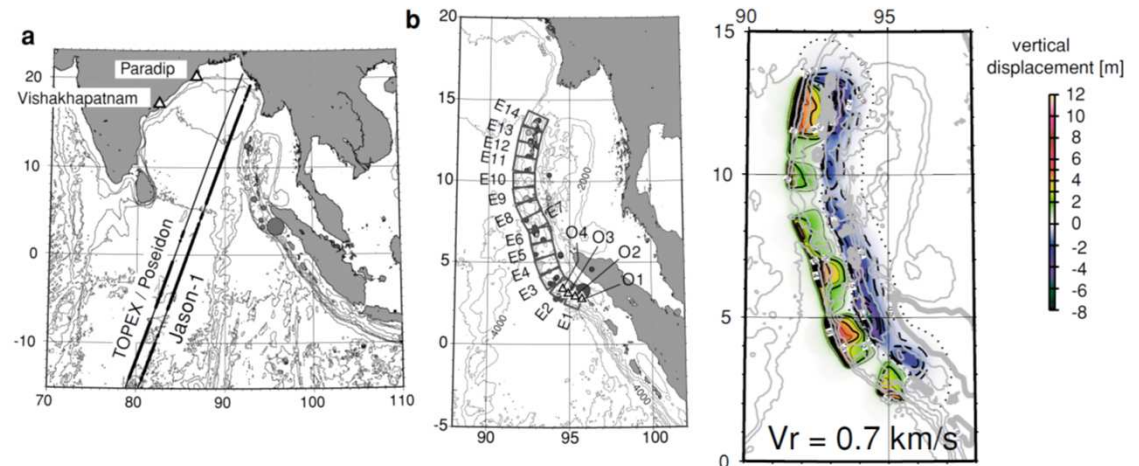 a
20
10
0
-10
70 80 90 100 110
Paradip
Vishakhapatnam
TOPEX / Poseidon
Jason-1
b
20
15
10
5
0
-5
90 95 100
E14
E13
E12
E11
E10
E9
E8
E7
E6
E5
E4
E3
E2
E1
O4
O3
O2
O1
2000
4000
4000
90 95
15
10
5
0
Vr = 0.7 km/s
vertical
displacement [m]
12
10
8
6
4
2
0
-2
-4
-6
-8